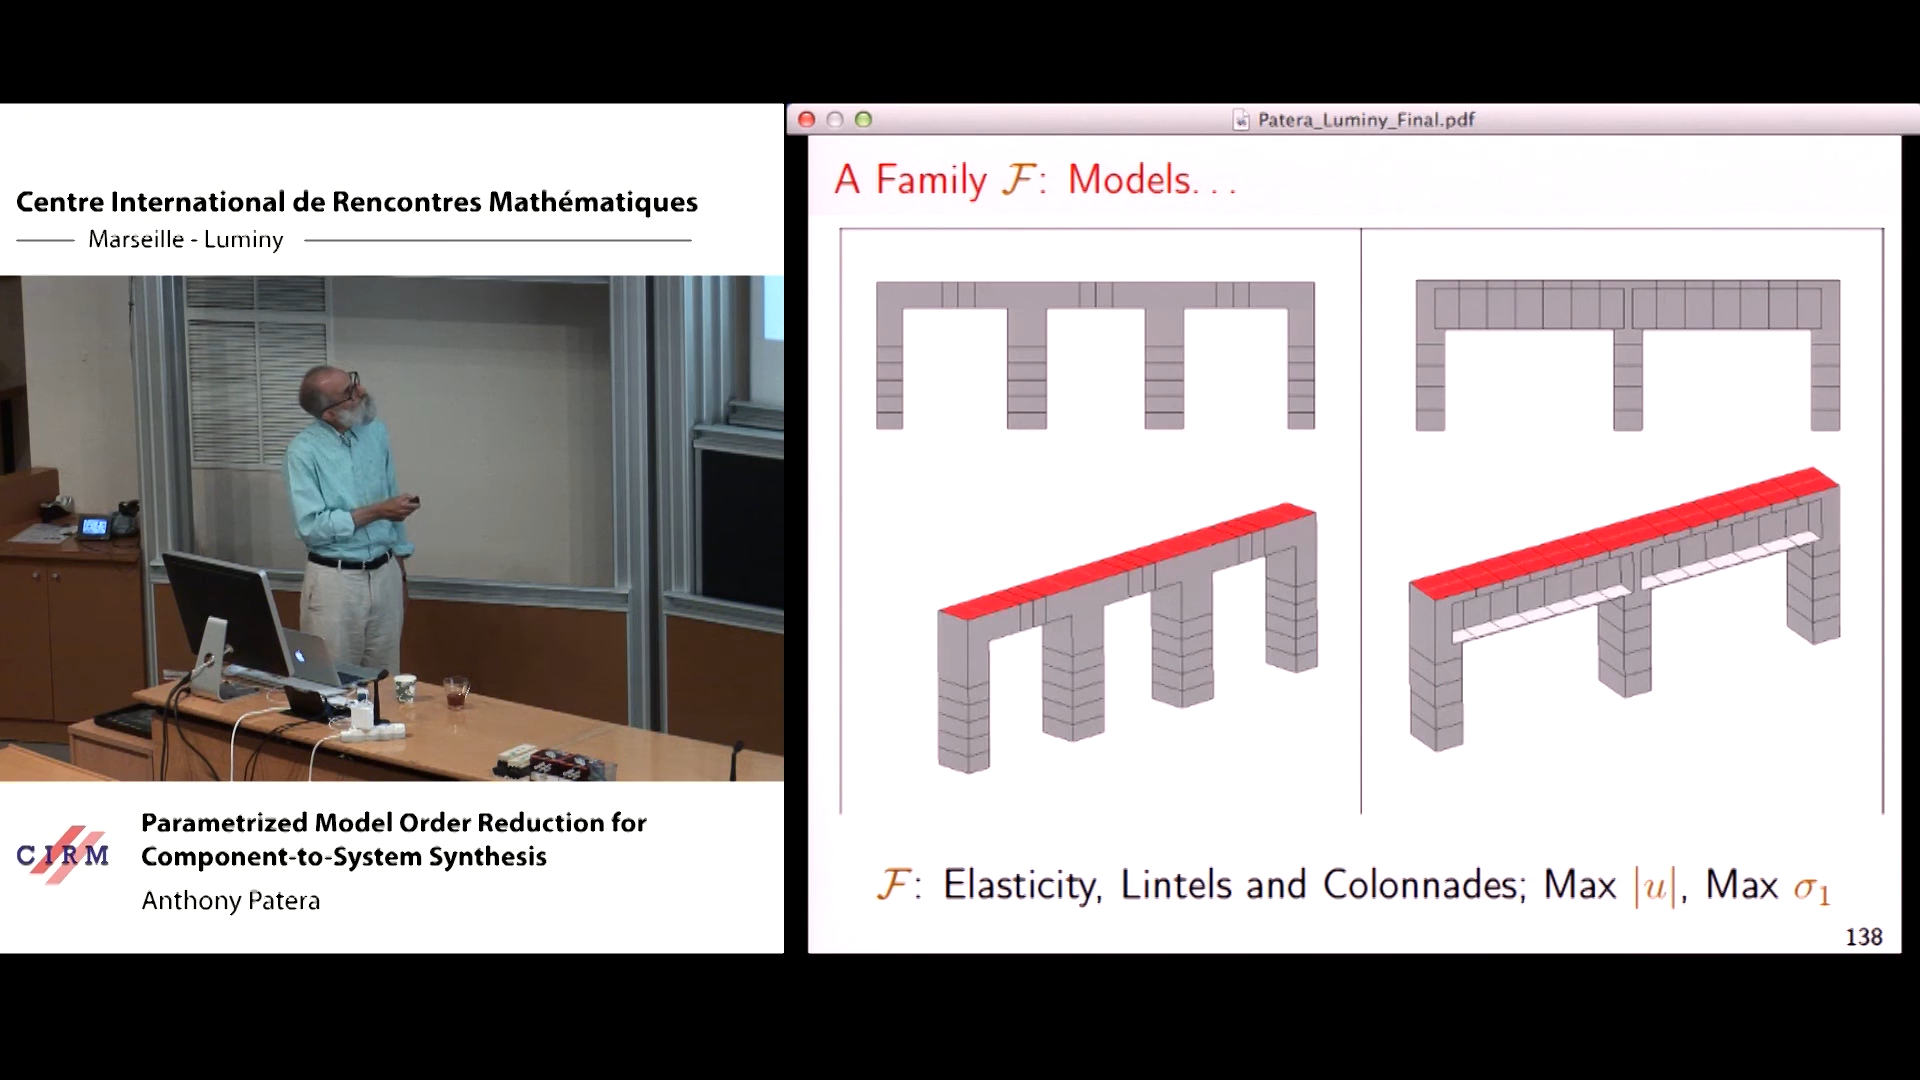 Centre International de Rencontres Mathématiques
Marseille - Luminy
CIRM
Parametrized Model Order Reduction for
Component-to-System Synthesis
Anthony Patera
Patera_Luminy_Final.pdf
A Family ℱ: Models...
ℱ: Elasticity, Lintels and Colonnades; Max |u|, Max σ₁
138